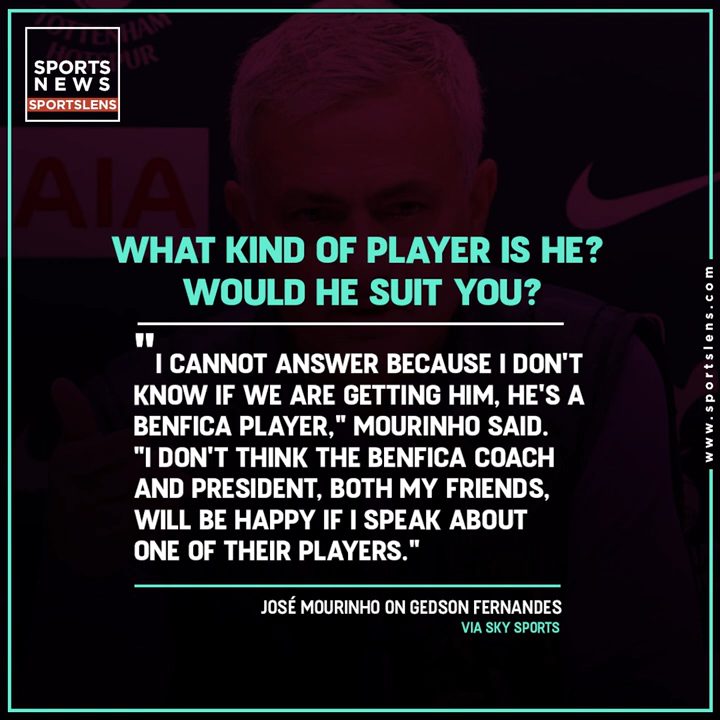 TOTTENHAM
HOTSPUR
SPORTS
NEWS
SPORTSLENS
AIA
WHAT KIND OF PLAYER IS HE?
WOULD HE SUIT YOU?
"I CANNOT ANSWER BECAUSE I DON'T
KNOW IF WE ARE GETTING HIM, HE'S A
BENFICA PLAYER," MOURINHO SAID.
"I DON'T THINK THE BENFICA COACH
AND PRESIDENT, BOTH MY FRIENDS,
WILL BE HAPPY IF I SPEAK ABOUT
ONE OF THEIR PLAYERS."
JOSÉ MOURINHO ON GEDSON FERNANDES
VIA SKY SPORTS
www.sportslens.com